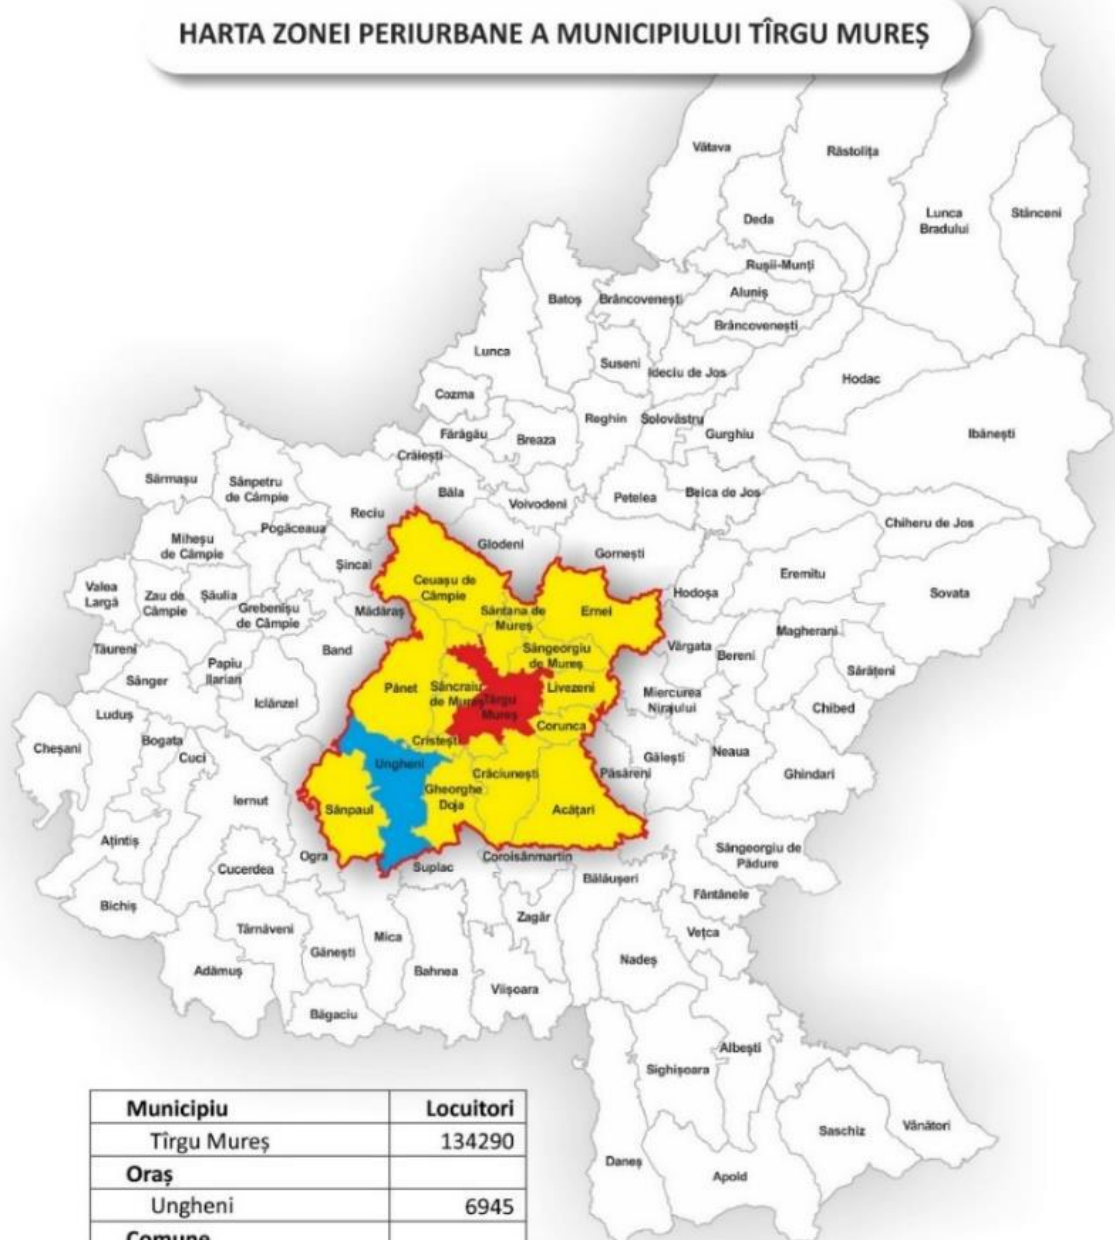 HARTA ZONEI PERIURBANE A MUNICIPIULUI TÎRGU MUREȘ
Vătava
Răstolița
Deda
Lunca
Bradului
Stânceni
Rușii-Munți
Aluniș
Batoș
Brâncovenești
Brâncovenești
Lunca
Suseni
Ideciu de Jos
Hodac
Cozma
Reghin
Solovăstru
Gurghiu
Ibănești
Fărăgău
Breaza
Crăiești
Sărmașu
Sânpetru
de Câmpie
Băla
Voivodeni
Petelea
Beica de Jos
Reciu
Pogăceaua
Chiheru de Jos
Miheșu
de Câmpie
Glodeni
Gornești
Șincai
Eremitu
Ceuașu de
Câmpie
Valea
Largă
Zau de
Câmpie
Șăulia
Grebenișu
de Câmpie
Mădăraș
Sântana de
Mureș
Ernei
Hodoșa
Sovata
Magherani
Tăureni
Band
Sângeorgiu
de Mureș
Vărgata
Bereni
Sărățeni
Sânger
Papiu
Ilarian
Iclănzel
Pănet
Sâncraiu
de Mureș
Târgu
Mureș
Livezeni
Miercurea
Nirajului
Chibed
Luduș
Corunca
Cheșani
Bogata
Cuci
Cristești
Ungheni
Gălești
Neaua
Ghindari
Crăciunești
Păsăreni
Gheorghe
Doja
Iernut
Sânpaul
Acățari
Ațintiș
Ogra
Cucerdea
Suplac
Coroisânmartin
Sângeorgiu de
Pădure
Bălăușeri
Fântânele
Bichiș
Zagăr
Târnăveni
Mica
Vețca
Gănești
Nadeș
Adămuș
Bahnea
Viișoara
Băgaciu
Albești
Sighișoara
Saschiz
Vânători
Daneș
Apold
Municipiu Locuitori
Tîrgu Mureș 134290
Oraș
Ungheni 6945
Comune